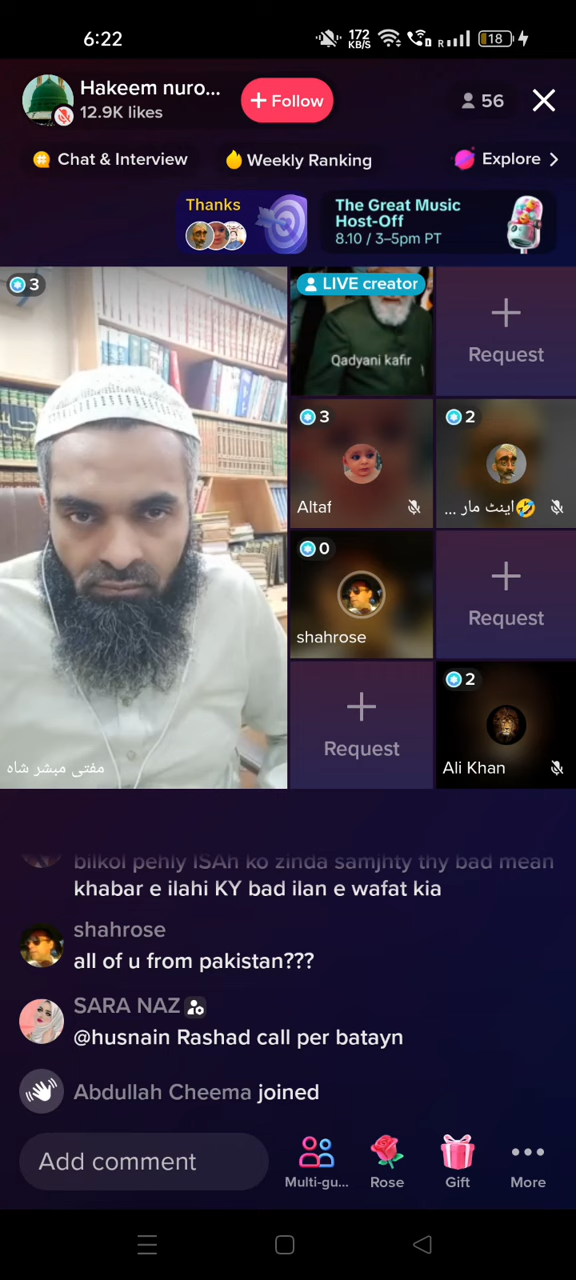 6:22
172
KB/S
R
18
Hakeem nuro...
12.9K likes
+ Follow
56
Chat & Interview
Weekly Ranking
Explore >
Thanks
The Great Music
Host-Off
8.10 / 3–5pm PT
3
LIVE creator
Qadyani kafir
Request
3
Altaf
2
اینٹ مار ...🤣
0
shahrose
Request
Request
2
Ali Khan
مفتی مبشر شاہ
bilkol pehly ISAh ko zinda samjhty thy bad mean
khabar e ilahi KY bad ilan e wafat kia
shahrose
all of u from pakistan???
SARA NAZ
@husnain Rashad call per batayn
Abdullah Cheema joined
Add comment
Multi-gu...
Rose
Gift
More